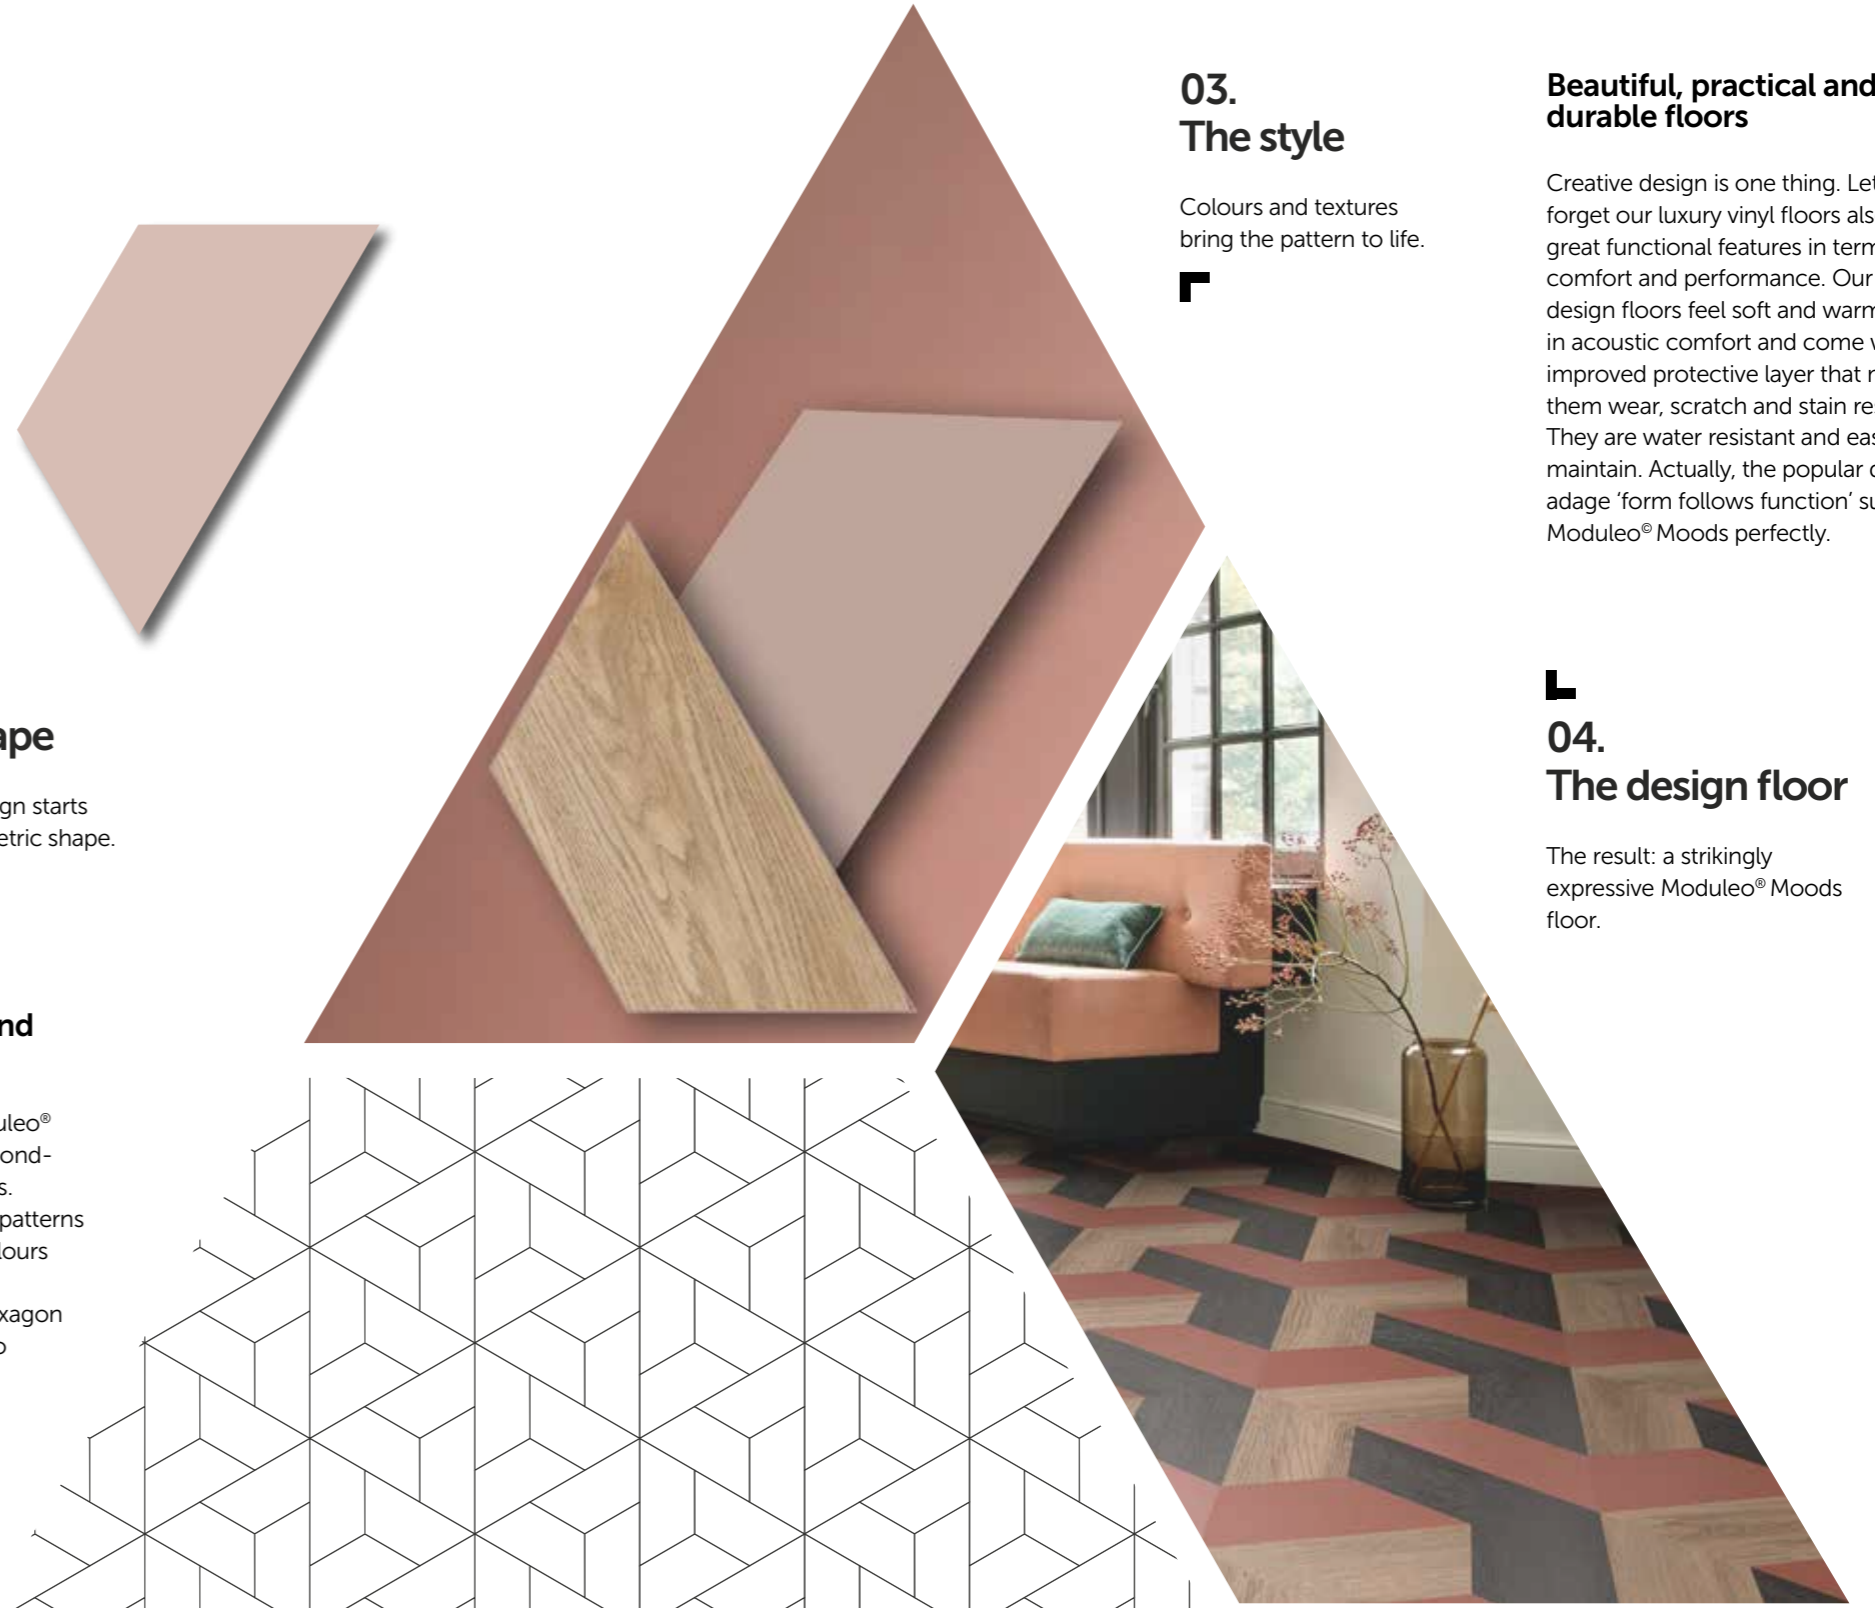 03.
The style
Colours and textures
bring the pattern to life.
Beautiful, practical and
durable floors
Creative design is one thing. Let
forget our luxury vinyl floors als
great functional features in term
comfort and performance. Our
design floors feel soft and warm
in acoustic comfort and come w
improved protective layer that m
them wear, scratch and stain res
They are water resistant and eas
maintain. Actually, the popular d
adage ‘form follows function’ su
Moduleo© Moods perfectly.
04.
The design floor
The result: a strikingly
expressive Moduleo® Moods
floor.
ape
gn starts
etric shape.
nd
uleo®
ond-
s.
patterns
lours
xagon
o